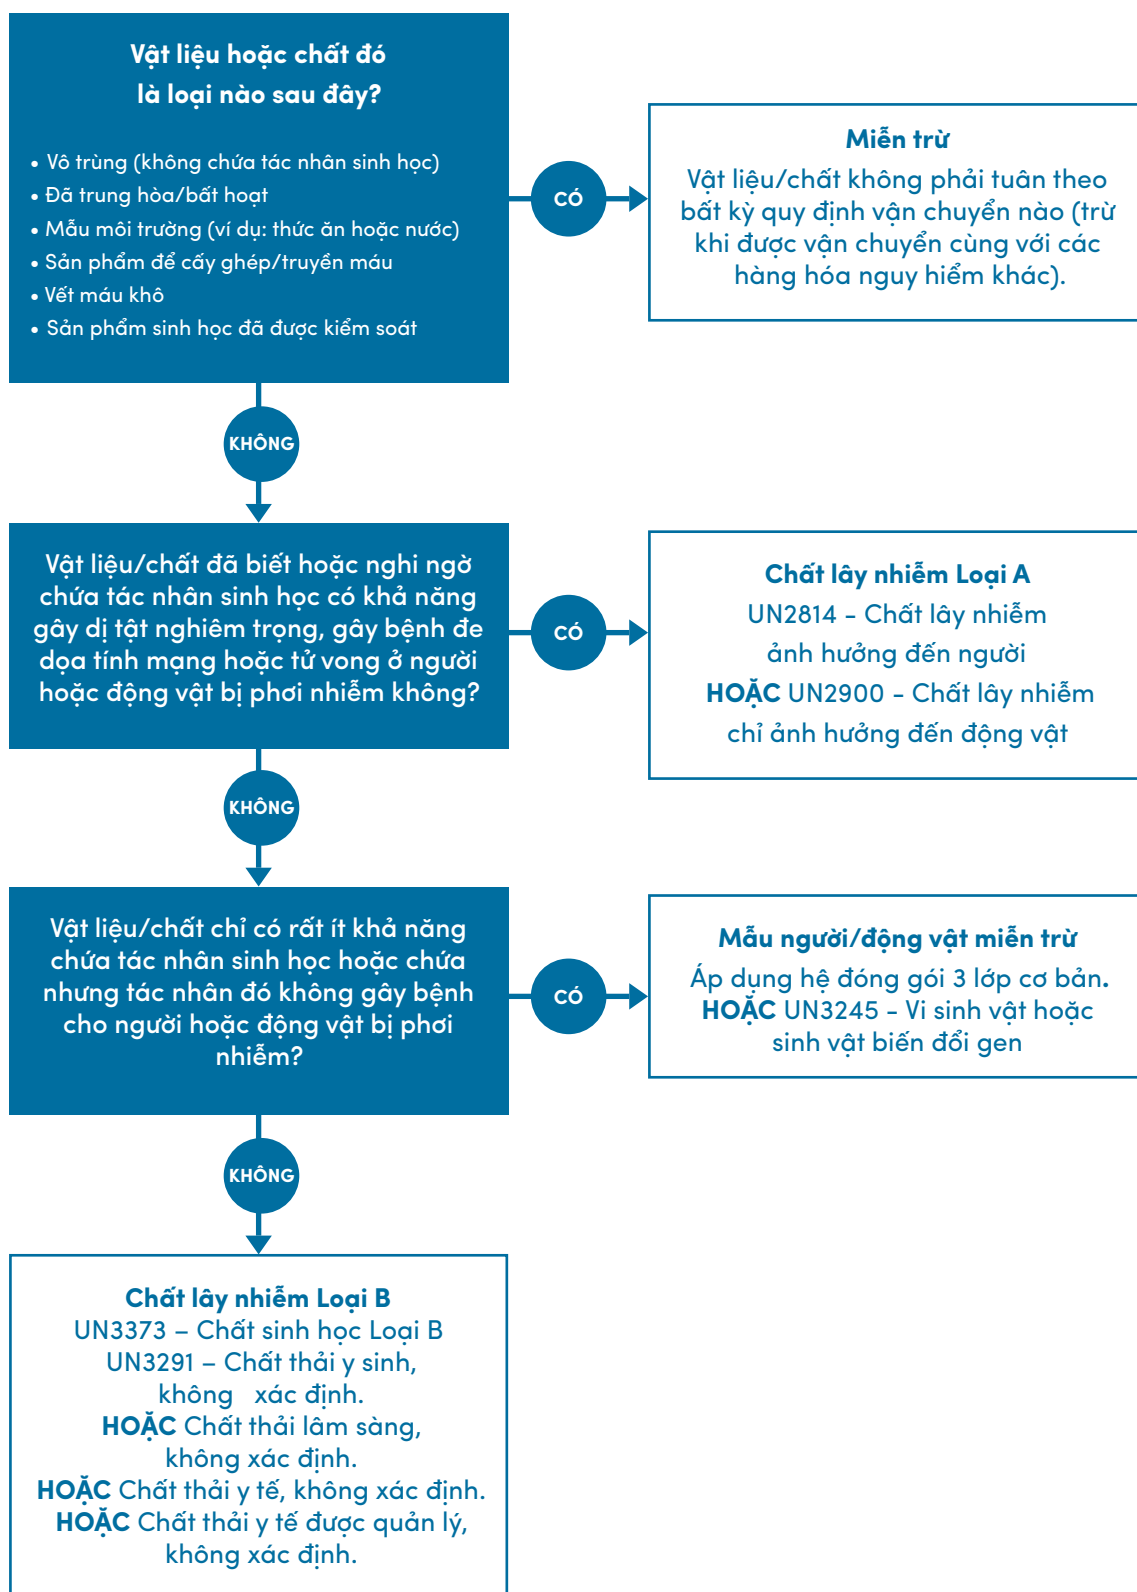 Vật liệu hoặc chất đó
là loại nào sau đây?
• Vô trùng (không chứa tác nhân sinh học)
• Đã trung hòa/bất hoạt
• Mẫu môi trường (ví dụ: thức ăn hoặc nước)
• Sản phẩm để cấy ghép/truyền máu
• Vết máu khô
• Sản phẩm sinh học đã được kiểm soát
CÓ
Miễn trừ
Vật liệu/chất không phải tuân theo
bất kỳ quy định vận chuyển nào (trừ
khi được vận chuyển cùng với các
hàng hóa nguy hiểm khác).
KHÔNG
Vật liệu/chất đã biết hoặc nghi ngờ
chứa tác nhân sinh học có khả năng
gây dị tật nghiêm trọng, gây bệnh đe
dọa tính mạng hoặc tử vong ở người
hoặc động vật bị phơi nhiễm không?
CÓ
Chất lây nhiễm Loại A
UN2814 - Chất lây nhiễm
ảnh hưởng đến người
HOẶC UN2900 - Chất lây nhiễm
chỉ ảnh hưởng đến động vật
KHÔNG
Vật liệu/chất chỉ có rất ít khả năng
chứa tác nhân sinh học hoặc chứa
nhưng tác nhân đó không gây bệnh
cho người hoặc động vật bị phơi
nhiễm?
CÓ
Mẫu người/động vật miễn trừ
Áp dụng hệ đóng gói 3 lớp cơ bản.
HOẶC UN3245 - Vi sinh vật hoặc
sinh vật biến đổi gen
KHÔNG
Chất lây nhiễm Loại B
UN3373 – Chất sinh học Loại B
UN3291 – Chất thải y sinh,
không xác định.
HOẶC Chất thải lâm sàng,
không xác định.
HOẶC Chất thải y tế, không xác định.
HOẶC Chất thải y tế được quản lý,
không xác định.